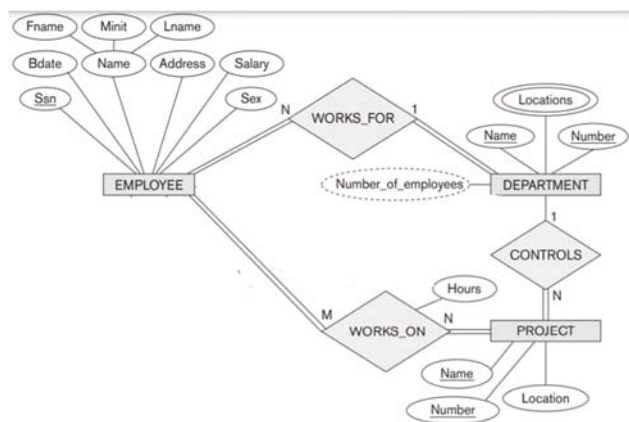 Fname Minit Lname
Bdate Name Address Salary
Ssn Sex
N WORKS_FOR 1
Locations
Name Number
EMPLOYEE
Number_of_employees DEPARTMENT
1
CONTROLS
Hours
M WORKS_ON N
N
PROJECT
Name
Number Location